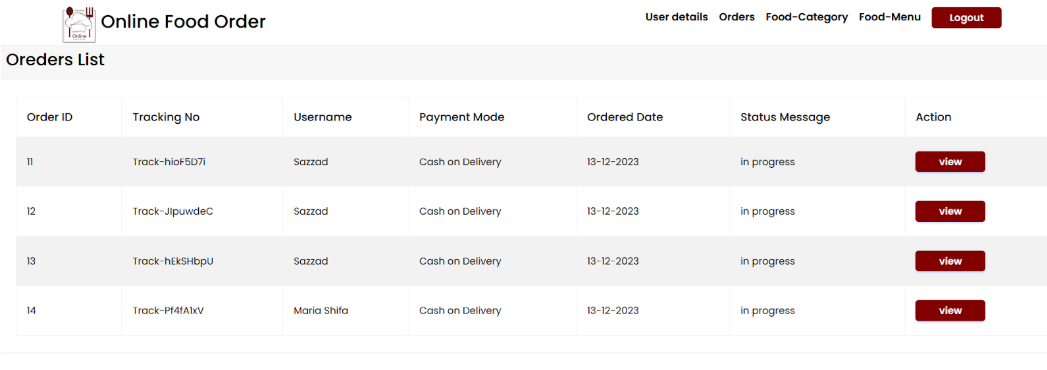 Online Food Order
User details Orders Food-Category Food-Menu Logout
Online
Oreders List
Order ID Tracking No Username Payment Mode Ordered Date Status Message Action
11 Track-hioF5D7i Sazzad Cash on Delivery 13-12-2023 in progress view
12 Track-JIpuwdeC Sazzad Cash on Delivery 13-12-2023 in progress view
13 Track-hEkSHbpU Sazzad Cash on Delivery 13-12-2023 in progress view
14 Track-Pf4fA1xV Maria Shifa Cash on Delivery 13-12-2023 in progress view